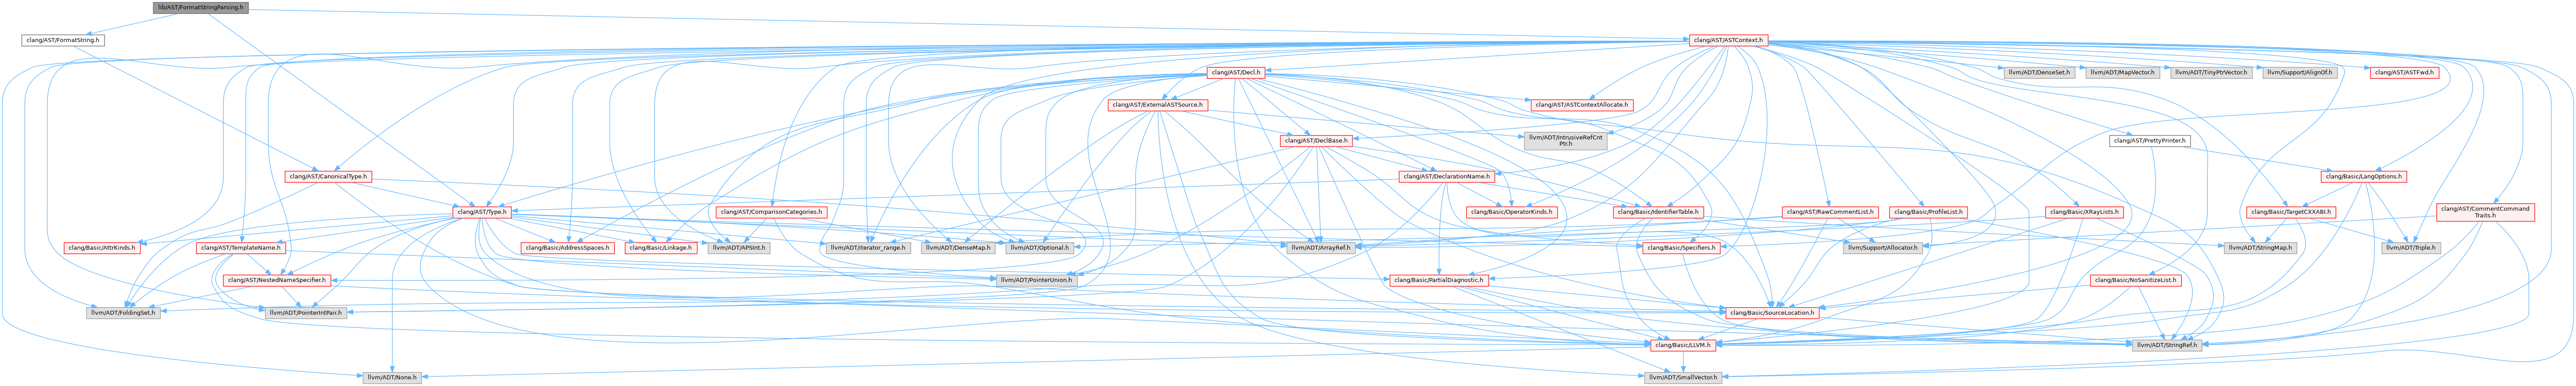 lib/AST/FormatStringParsing.h
clang/AST/FormatString.h
clang/AST/ASTContext.h
clang/AST/Decl.h
llvm/ADT/DenseSet.h
llvm/ADT/MapVector.h
llvm/ADT/TinyPtrVector.h
llvm/Support/AlignOf.h
clang/AST/ASTFwd.h
clang/AST/ExternalASTSource.h
clang/AST/ASTContextAllocate.h
clang/AST/DeclBase.h
llvm/ADT/IntrusiveRefCnt
Ptr.h
clang/AST/PrettyPrinter.h
clang/AST/CanonicalType.h
clang/AST/DeclarationName.h
clang/Basic/LangOptions.h
clang/AST/Type.h
clang/AST/ComparisonCategories.h
clang/Basic/OperatorKinds.h
clang/Basic/IdentifierTable.h
clang/AST/RawCommentList.h
clang/Basic/ProfileList.h
clang/Basic/XRayLists.h
clang/Basic/TargetCXXABI.h
clang/AST/CommentCommand
Traits.h
clang/Basic/AttrKinds.h
clang/AST/TemplateName.h
clang/Basic/AddressSpaces.h
clang/Basic/Linkage.h
llvm/ADT/APSInt.h
llvm/ADT/iterator_range.h
llvm/ADT/DenseMap.h
llvm/ADT/Optional.h
llvm/ADT/ArrayRef.h
clang/Basic/Specifiers.h
llvm/Support/Allocator.h
llvm/ADT/StringMap.h
llvm/ADT/Triple.h
clang/AST/NestedNameSpecifier.h
llvm/ADT/PointerUnion.h
clang/Basic/PartialDiagnostic.h
clang/Basic/NoSanitizeList.h
llvm/ADT/FoldingSet.h
llvm/ADT/PointerIntPair.h
clang/Basic/SourceLocation.h
clang/Basic/LLVM.h
llvm/ADT/StringRef.h
llvm/ADT/None.h
llvm/ADT/SmallVector.h